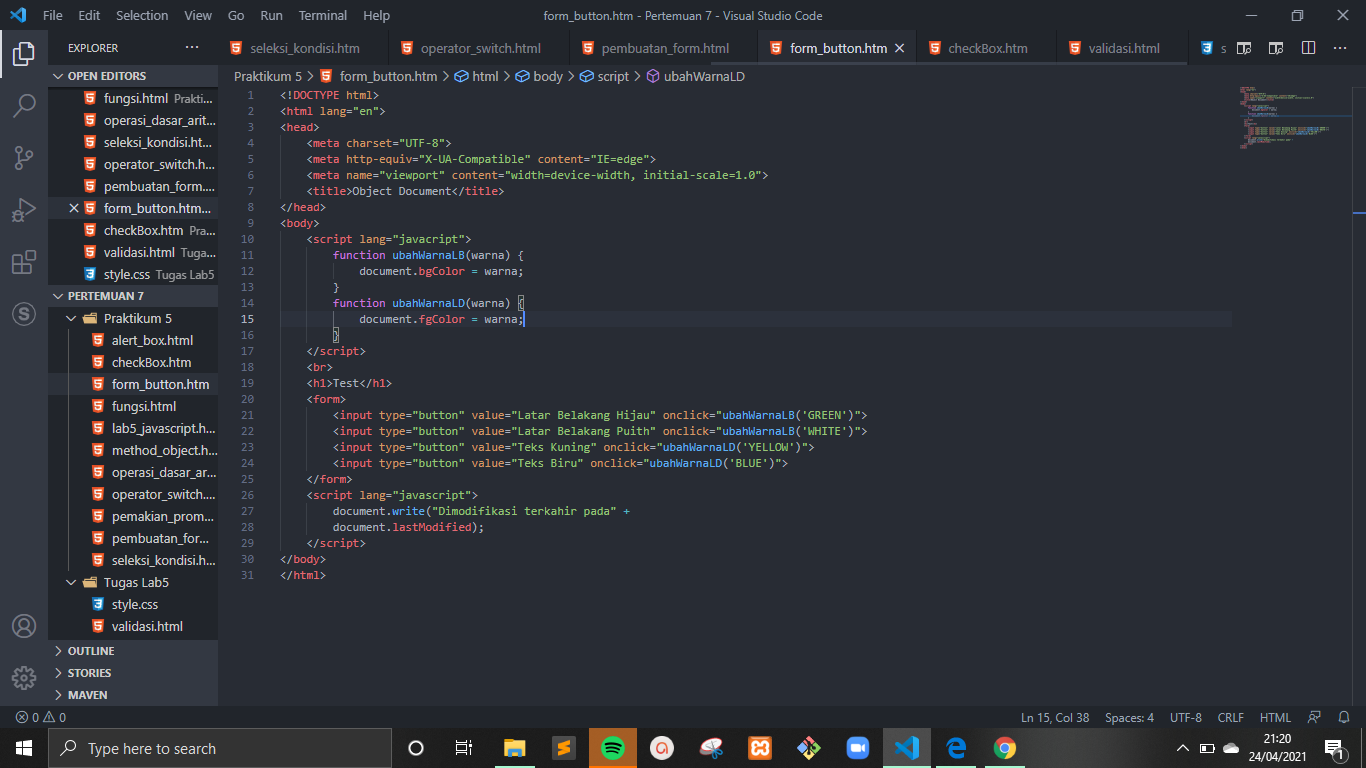 File Edit Selection View Go Run Terminal Help form_button.htm - Pertemuan 7 - Visual Studio Code
EXPLORER ··· seleksi_kondisi.htm operator_switch.html pembuatan_form.html form_button.htm checkBox.htm validasi.html s ···
OPEN EDITORS
fungsi.html Prakti...
operasi_dasar_arit...
seleksi_kondisi.ht...
operator_switch.h...
pembuatan_form....
form_button.htm...
checkBox.htm Pra...
validasi.html Tuga...
style.css Tugas Lab5
PERTEMUAN 7
Praktikum 5
alert_box.html
checkBox.htm
form_button.htm
fungsi.html
lab5_javascript.h...
method_object.h...
operasi_dasar_ar...
operator_switch....
pemakian_prom...
pembuatan_for...
seleksi_kondisi.h...
Tugas Lab5
style.css
validasi.html
OUTLINE
STORIES
MAVEN
Praktikum 5 > form_button.htm > html > body > script > ubahWarnaLD
1 <!DOCTYPE html>
2 <html lang="en">
3 <head>
4 <meta charset="UTF-8">
5 <meta http-equiv="X-UA-Compatible" content="IE=edge">
6 <meta name="viewport" content="width=device-width, initial-scale=1.0">
7 <title>Object Document</title>
8 </head>
9 <body>
10 <script lang="javacript">
11 function ubahWarnaLB(warna) {
12 document.bgColor = warna;
13 }
14 function ubahWarnaLD(warna) {
15 document.fgColor = warna;
16 }
17 </script>
18 <br>
19 <h1>Test</h1>
20 <form>
21 <input type="button" value="Latar Belakang Hijau" onclick="ubahWarnaLB('GREEN')">
22 <input type="button" value="Latar Belakang Puith" onclick="ubahWarnaLB('WHITE')">
23 <input type="button" value="Teks Kuning" onclick="ubahWarnaLD('YELLOW')">
24 <input type="button" value="Teks Biru" onclick="ubahWarnaLD('BLUE')">
25 </form>
26 <script lang="javascript">
27 document.write("Dimodifikasi terkahir pada" +
28 document.lastModified);
29 </script>
30 </body>
31 </html>
0 0 Ln 15, Col 38 Spaces: 4 UTF-8 CRLF HTML
Type here to search
21:20
24/04/2021
1